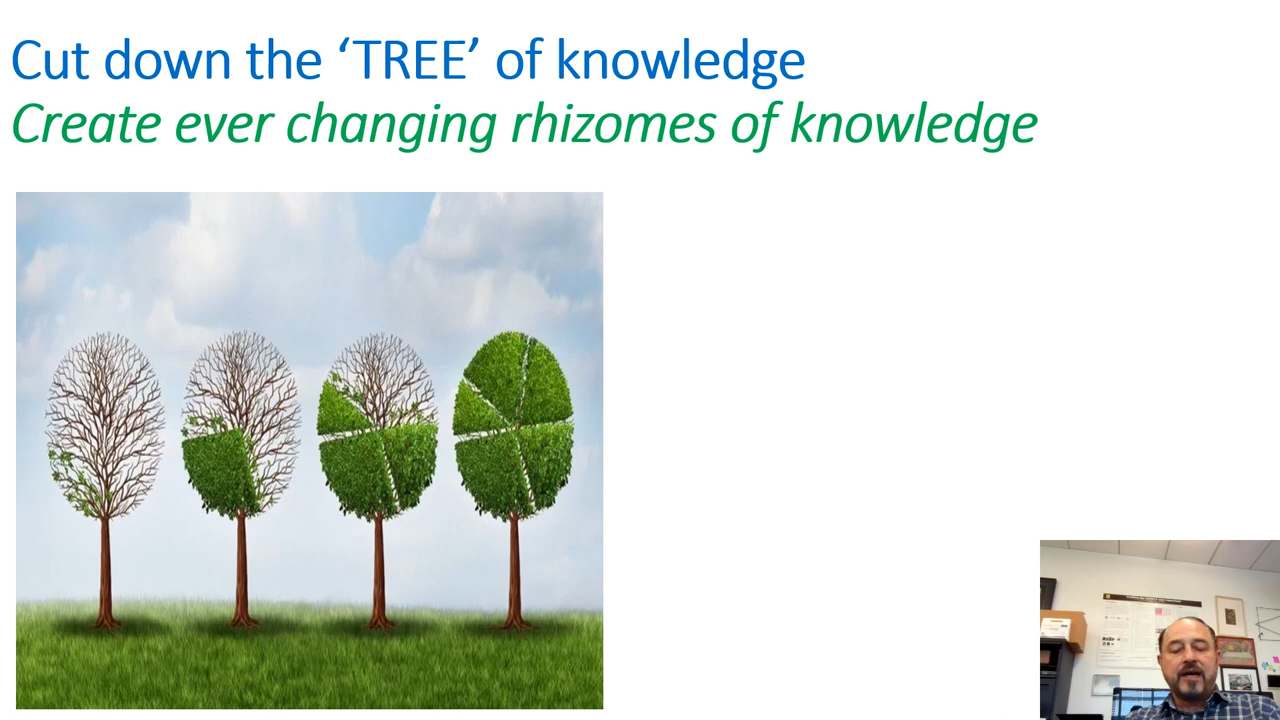 Cut down the ‘TREE’ of knowledge
Create ever changing rhizomes of knowledge